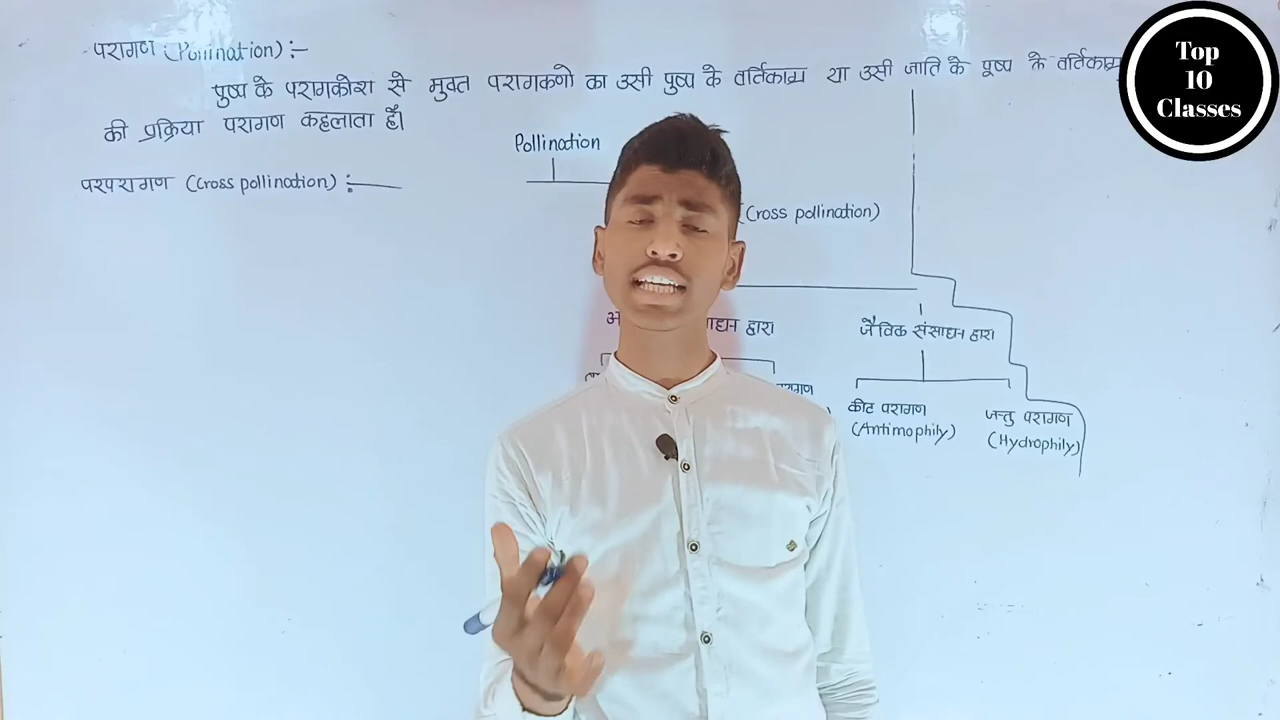 परागण (Pollination) :-
पुष्प के परागकोश से मुक्त परागकणो का उसी पुष्प के वर्तिकाग्र या उसी जाति के पुष्प के वर्तिकाग्र
की प्रक्रिया परागण कहलाता है।
Pollination
परपरागण (Cross pollination) :-
(Cross pollination)
द्वारा
जैविक संसाधन द्वारा
कीट परागण
जन्तु परागण
(Antimophily)
(Hydrophily)
Top
10
Classes